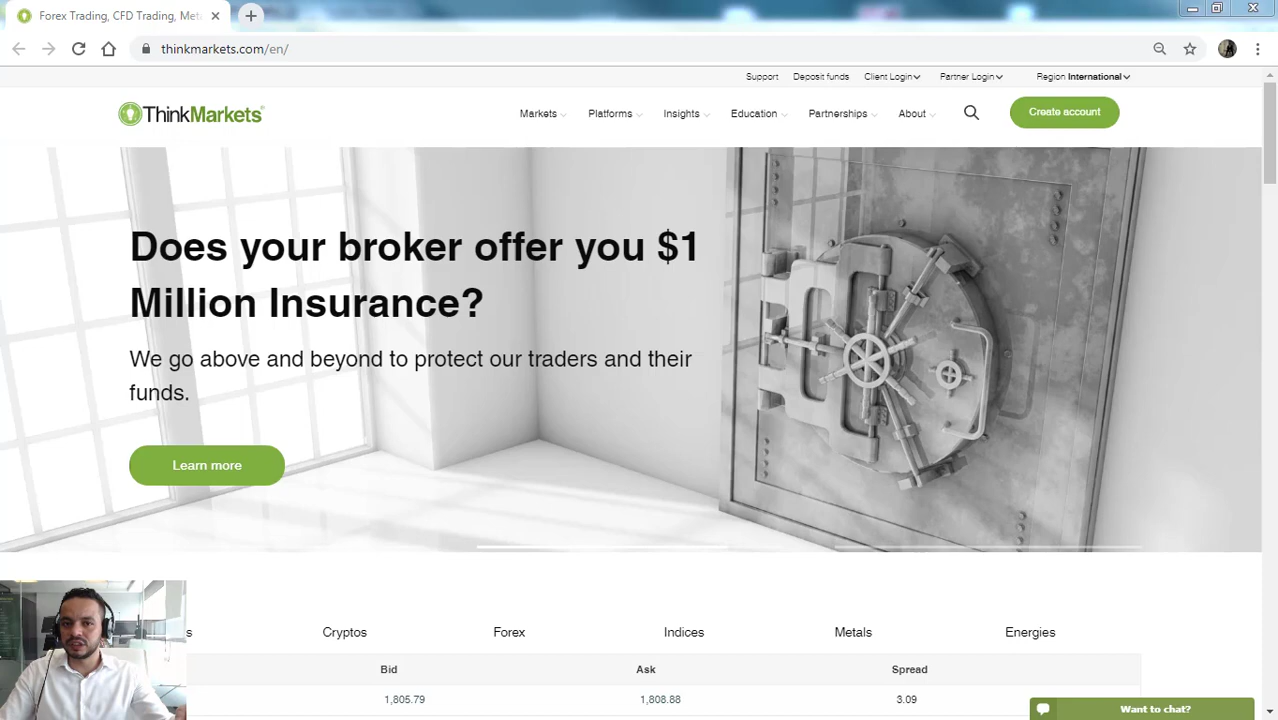 Forex Trading, CFD Trading, Met
thinkmarkets.com/en/
Support Deposit funds Client Login Partner Login Region International
ThinkMarkets
Markets Platforms Insights Education Partnerships About Create account
Does your broker offer you $1
Million Insurance?
We go above and beyond to protect our traders and their
funds.
Learn more
s Cryptos Forex Indices Metals Energies
Bid Ask Spread
1,805.79 1,808.88 3.09
Want to chat?